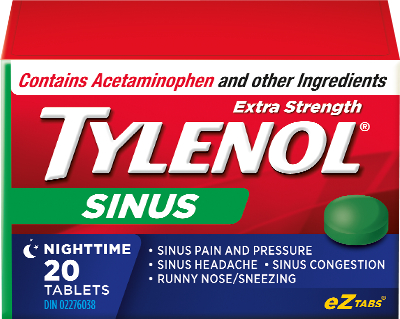 Contains Acetaminophen and other Ingredients
Extra Strength
TYLENOL®
SINUS
NIGHTTIME
20
TABLETS
DIN 02276038
• SINUS PAIN AND PRESSURE
• SINUS HEADACHE • SINUS CONGESTION
• RUNNY NOSE/SNEEZING
eZ TABS®